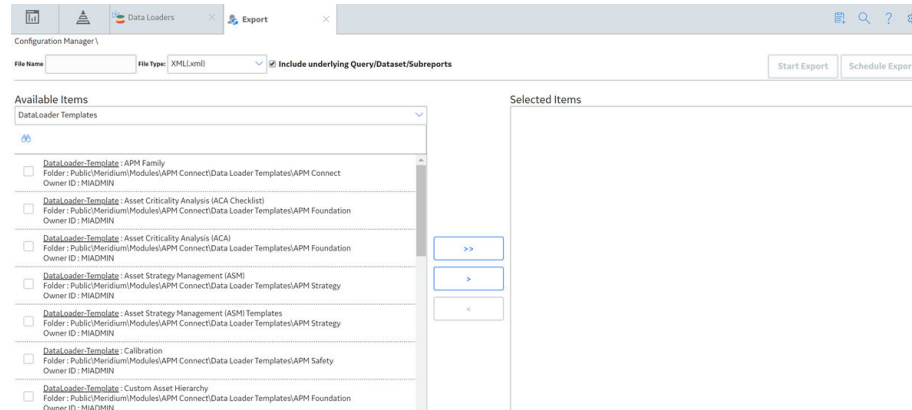 Data Loaders
Export
Configuration Manager\
File Name
File Type: XML(.xml)
Include underlying Query/Dataset/Subreports
Start Export
Schedule Export
Available Items
Selected Items
DataLoader Templates
DataLoader-Template : APM Family
Folder : Public\Meridium\Modules\APM Connect\Data Loader Templates\APM Connect
Owner ID : MIADMIN
DataLoader-Template : Asset Criticality Analysis (ACA Checklist)
Folder : Public\Meridium\Modules\APM Connect\Data Loader Templates\APM Foundation
Owner ID : MIADMIN
DataLoader-Template : Asset Criticality Analysis (ACA)
Folder : Public\Meridium\Modules\APM Connect\Data Loader Templates\APM Foundation
Owner ID : MIADMIN
>>
DataLoader-Template : Asset Strategy Management (ASM)
Folder : Public\Meridium\Modules\APM Connect\Data Loader Templates\APM Strategy
Owner ID : MIADMIN
>
DataLoader-Template : Asset Strategy Management (ASM) Templates
Folder : Public\Meridium\Modules\APM Connect\Data Loader Templates\APM Strategy
Owner ID : MIADMIN
<
DataLoader-Template : Calibration
Folder : Public\Meridium\Modules\APM Connect\Data Loader Templates\APM Safety
Owner ID : MIADMIN
DataLoader-Template : Custom Asset Hierarchy
Folder : Public\Meridium\Modules\APM Connect\Data Loader Templates\APM Foundation
Owner ID : MIADMIN